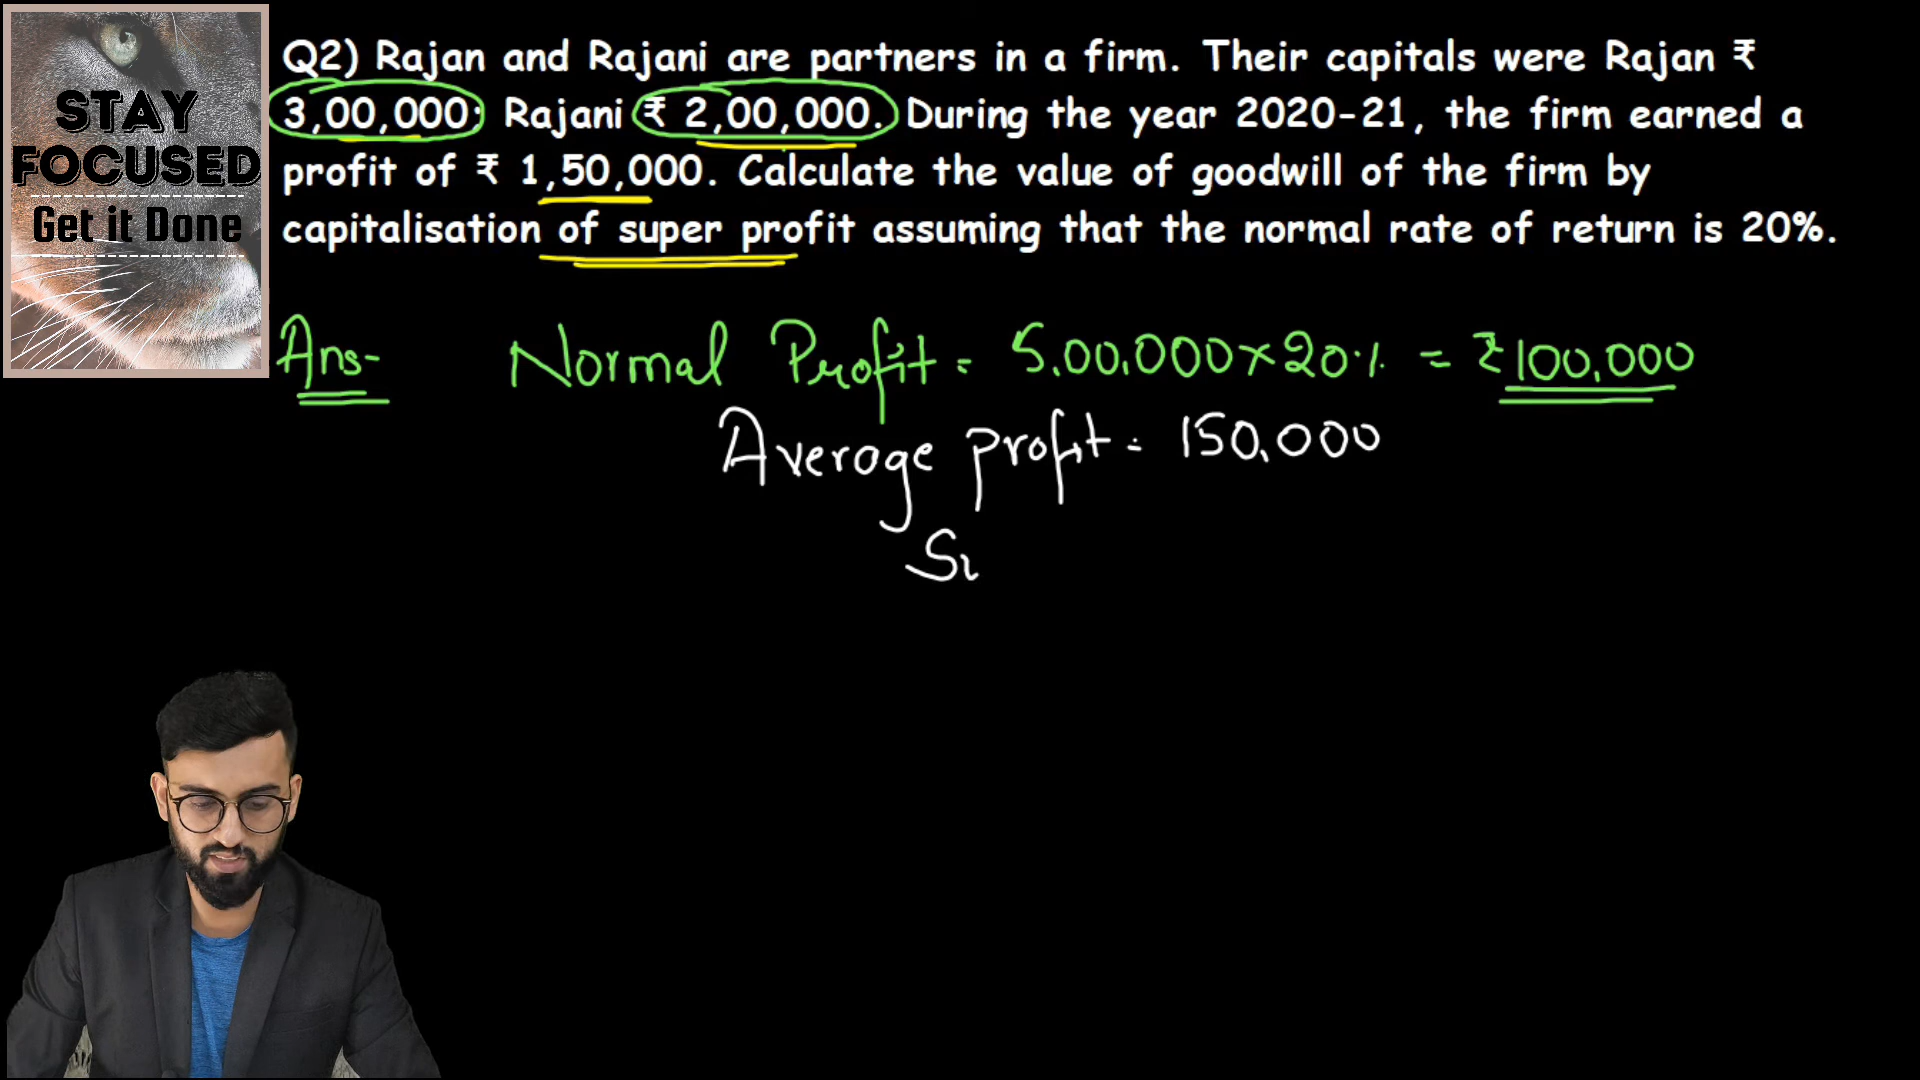 STAY
FOCUSED
Get it Done
Q2) Rajan and Rajani are partners in a firm. Their capitals were Rajan ₹
3,00,000; Rajani ₹ 2,00,000. During the year 2020-21, the firm earned a
profit of ₹ 1,50,000. Calculate the value of goodwill of the firm by
capitalisation of super profit assuming that the normal rate of return is 20%.
Ans- Normal Profit = 5,00,000 × 20% = ₹100,000
Average profit = 150,000
Su